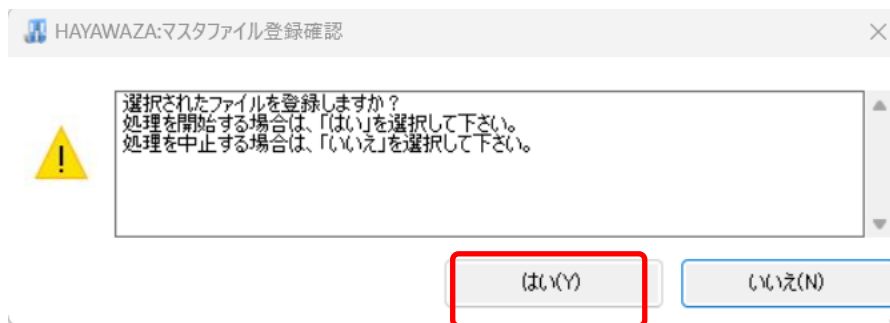 HAYAWAZA:マスタファイル登録確認
選択されたファイルを登録しますか？
処理を開始する場合は、「はい」を選択して下さい。
処理を中止する場合は、「いいえ」を選択して下さい。
はい(Y)
いいえ(N)